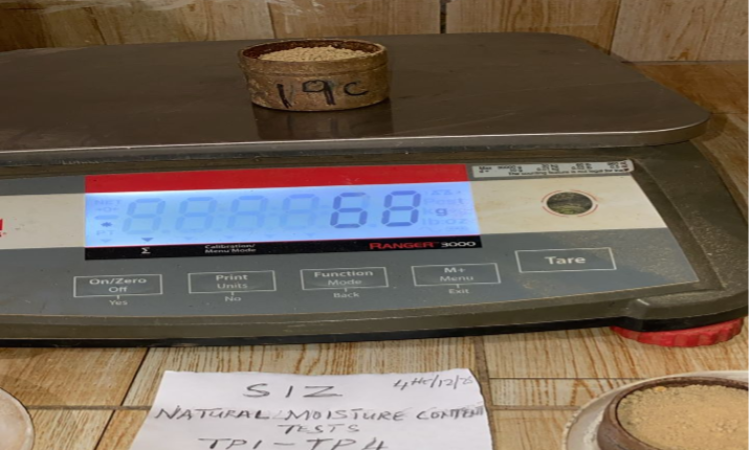 19C
68
g
Σ
Calibration/
Menu Mode
RANGER 3000
On/Zero
Off
Yes
Print
Units
No
Function
Mode
Back
M+
Menu
Exit
Tare
SIZ
NATURAL MOISTURE CONTENT
TESTS
TP1-TP4